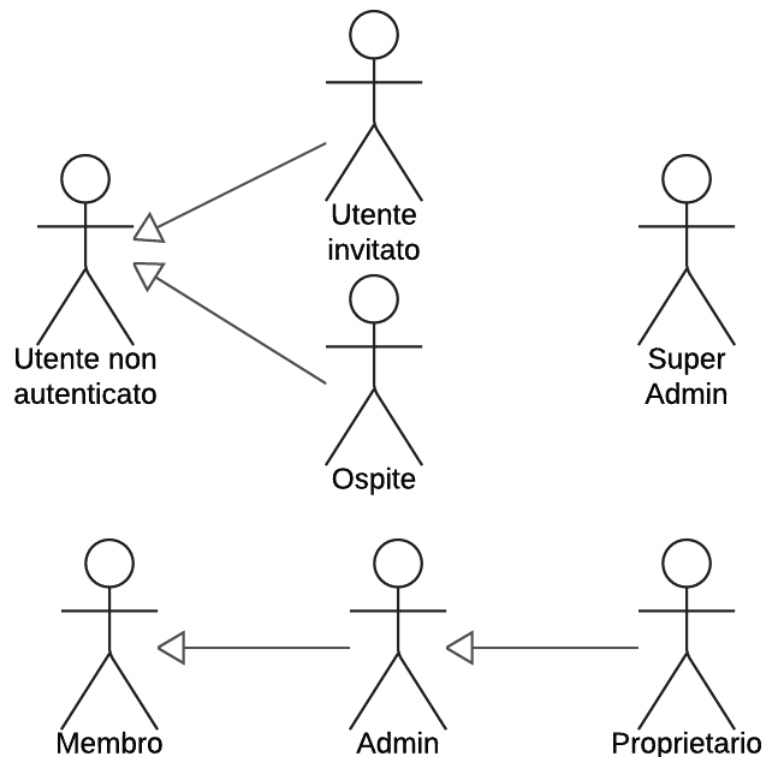 Utente
invitato
Utente non
autenticato
Super
Admin
Ospite
Membro
Admin
Proprietario